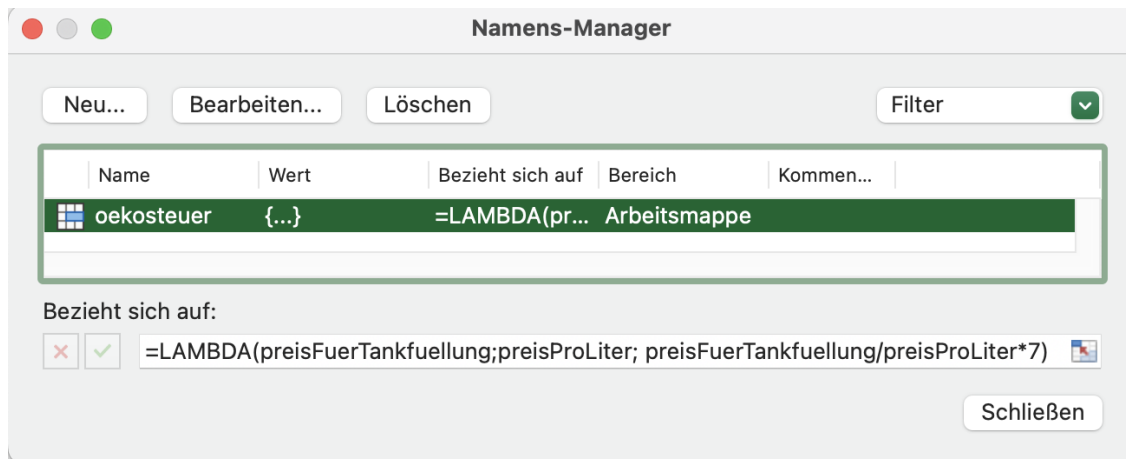 Namens-Manager
Neu... Bearbeiten... Löschen Filter
Name Wert Bezieht sich auf Bereich Kommen...
oekosteuer {...} =LAMBDA(pr... Arbeitsmappe
Bezieht sich auf:
=LAMBDA(preisFuerTankfuellung;preisProLiter; preisFuerTankfuellung/preisProLiter*7)
Schließen